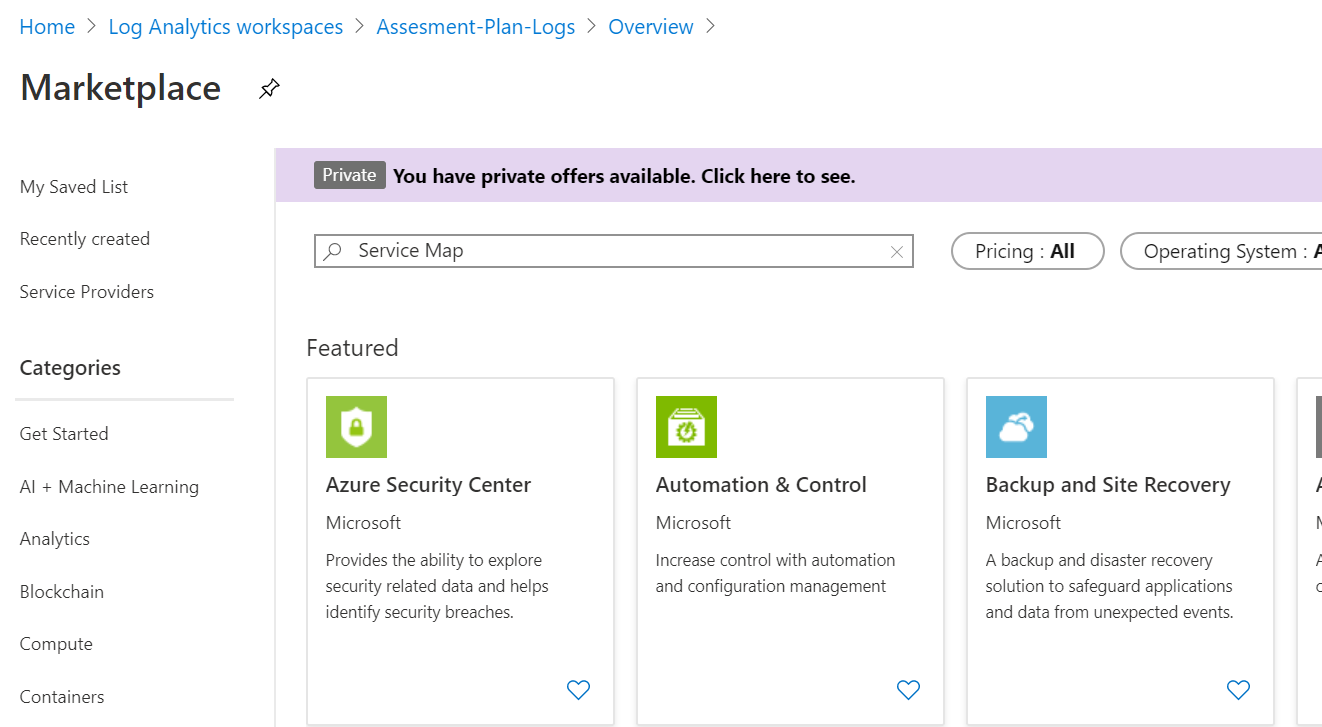 Home > Log Analytics workspaces > Assesment-Plan-Logs > Overview >
Marketplace
My Saved List
Recently created
Service Providers
Categories
Get Started
AI + Machine Learning
Analytics
Blockchain
Compute
Containers
Private You have private offers available. Click here to see.
Service Map
Pricing : All
Operating System :
Featured
Azure Security Center
Microsoft
Provides the ability to explore
security related data and helps
identify security breaches.
Automation & Control
Microsoft
Increase control with automation
and configuration management
Backup and Site Recovery
Microsoft
A backup and disaster recovery
solution to safeguard applications
and data from unexpected events.